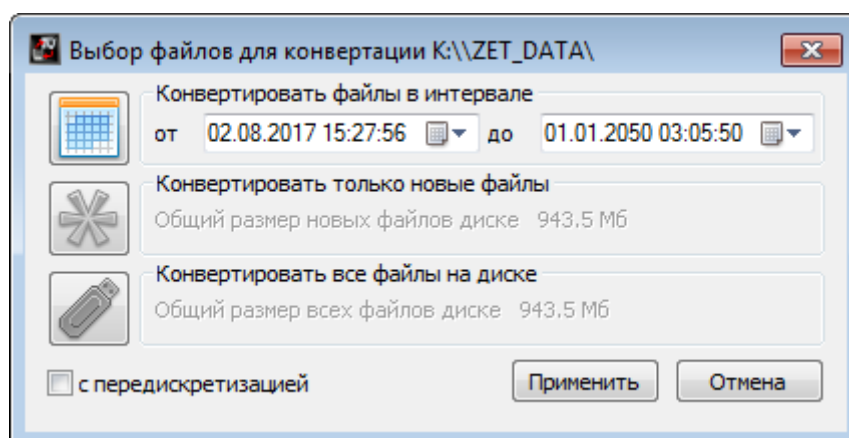 Выбор файлов для конвертации K:\\ZET_DATA\
Конвертировать файлы в интервале
от 02.08.2017 15:27:56 до 01.01.2050 03:05:50
Конвертировать только новые файлы
Общий размер новых файлов диске 943.5 Мб
Конвертировать все файлы на диске
Общий размер всех файлов диске 943.5 Мб
с передискретизацией Применить Отмена